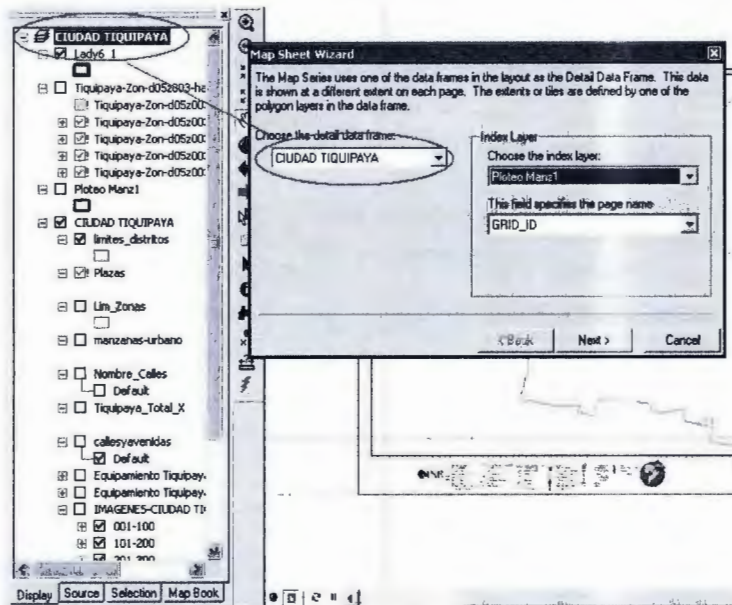 CIUDAD TIQUIPAYA
Lady6_1
Tiquipaya-Zon-d05z803-ha
Tiquipaya-Zon-d05z00
Tiquipaya-Zon-d05z00
Tiquipaya-Zon-d05z00
Tiquipaya-Zon-d05z00
Ploteo Manz1
CIUDAD TIQUIPAYA
limites_distritos
Plazas
Lim_Zonas
manzanas-urbano
Nombre_Calles
Default
Tiquipaya_Total_X
callesyavenidas
Default
Equipamiento Tiquipay
Equipamiento Tiquipay
IMAGENES-CIUDAD TI
001-100
101-200
201-300
Display Source Selection Map Book
Map Sheet Wizard
The Map Series uses one of the data frames in the layout as the Detail Data Frame. This data
is shown at a different extent on each page. The extents or tiles are defined by one of the
polygon layers in the data frame.
Choose the detail data frame:
CIUDAD TIQUIPAYA
Index Layer
Choose the index layer:
Ploteo Manz1
This field specifies the page name
GRID_ID
< Back Next > Cancel